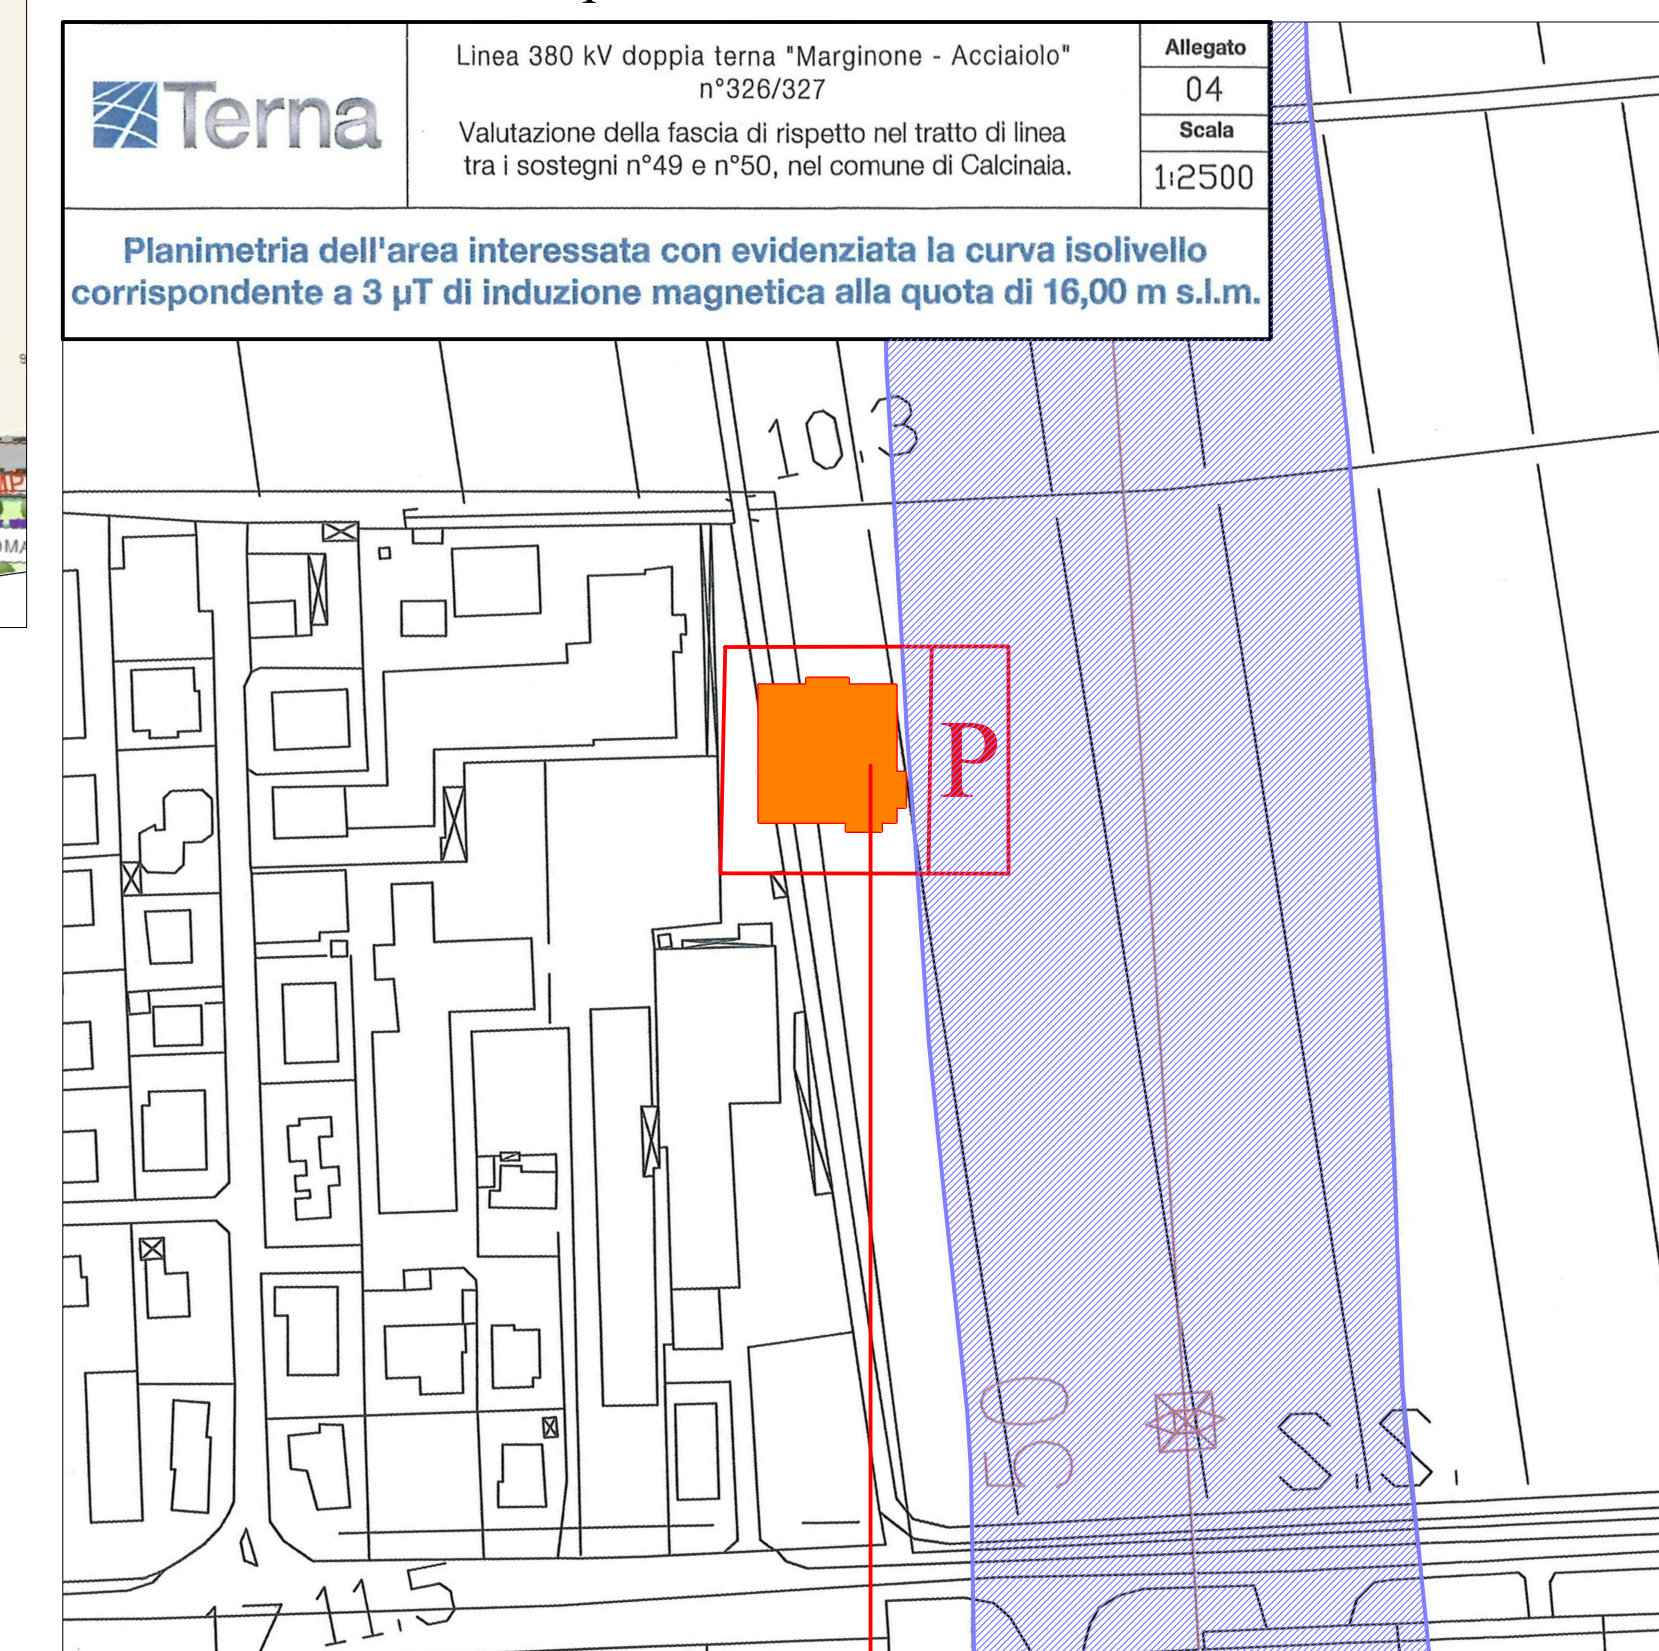 Terna
Linea 380 kV doppia terna "Marginone - Acciaiolo"
n°326/327
Valutazione della fascia di rispetto nel tratto di linea
tra i sostegni n°49 e n°50, nel comune di Calcinaia.
Allegato
04
Scala
1:2500
Planimetria dell'area interessata con evidenziata la curva isolivello
corrispondente a 3 µT di induzione magnetica alla quota di 16,00 m s.l.m.
10.3
P
50
S.S.
11.5